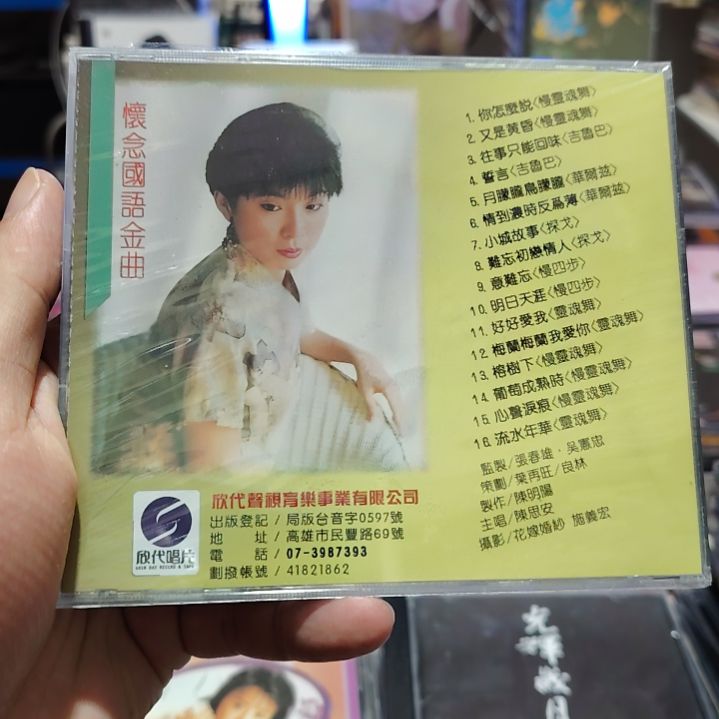 懷念國語金曲
1. 你怎麼説〈慢靈魂舞〉
2. 又是黃昏〈慢靈魂舞〉
3. 往事只能回味〈吉魯巴〉
4. 誓言〈吉魯巴〉
5. 月朦朧鳥朦朧〈華爾滋〉
6. 情到濃時反為薄〈華爾滋〉
7. 小城故事〈探戈〉
8. 難忘初戀情人〈探戈〉
9. 意難忘〈慢四步〉
10. 明日天涯〈慢四步〉
11. 好好愛我〈靈魂舞〉
12. 梅蘭梅蘭我愛你〈靈魂舞〉
13. 榕樹下〈慢靈魂舞〉
14. 葡萄成熟時〈慢靈魂舞〉
15. 心聲淚痕〈慢靈魂舞〉
16. 流水年華〈靈魂舞〉
監製/張春雄·吳憲忠
策劃/葉再旺/良林
製作/陳明陽
主唱/陳思安
攝影/花嫁婚紗 施義宏
欣代唱片
欣代聲視育樂事業有限公司
出版登記/局版台音字0597號
地址/高雄市民豐路69號
電話/07-3987393
劃撥帳號/41821862